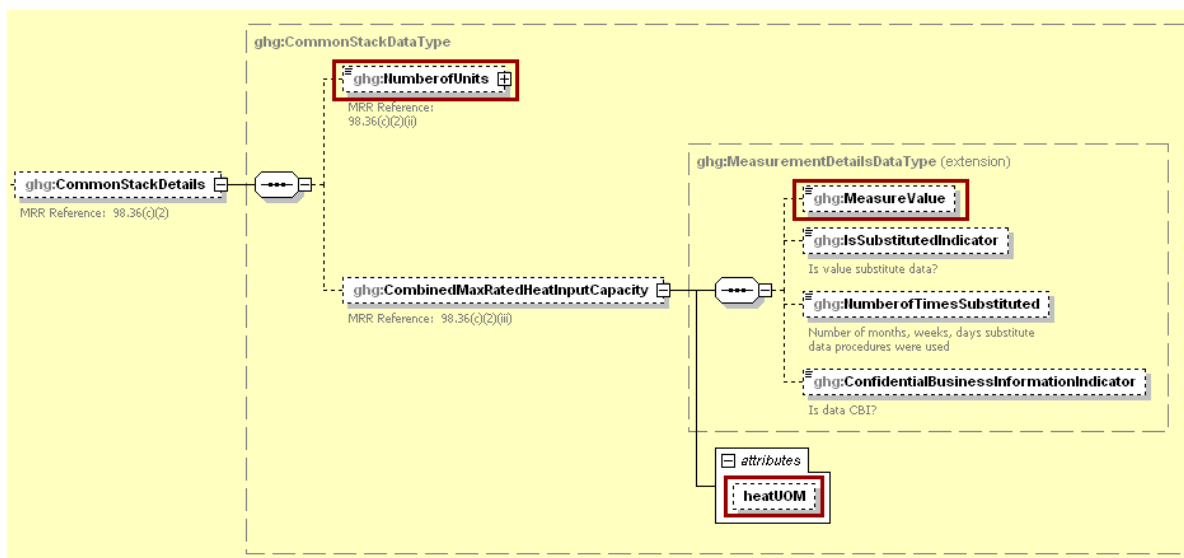 ghg:CommonStackDataType
ghg:NumberofUnits
MRR Reference:
98.36(c)(2)(ii)
ghg:MeasurementDetailsDataType (extension)
ghg:MeasureValue
ghg:CommonStackDetails
MRR Reference: 98.36(c)(2)
ghg:IsSubstitutedIndicator
Is value substitute data?
ghg:CombinedMaxRatedHeatInputCapacity
MRR Reference: 98.36(c)(2)(iii)
ghg:NumberofTimesSubstituted
Number of months, weeks, days substitute
data procedures were used
ghg:ConfidentialBusinessInformationIndicator
Is data CBI?
attributes
heatUOM